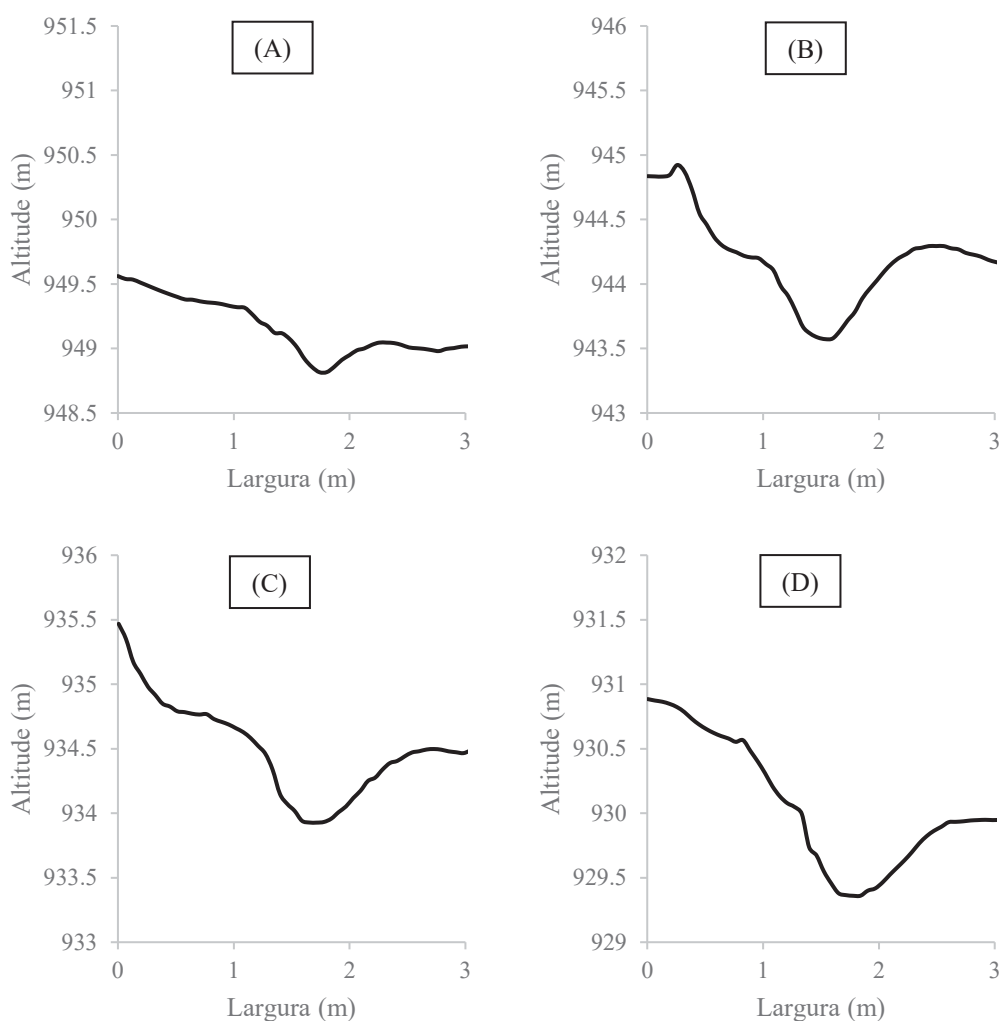 (A)
951.5
951
950.5
950
949.5
949
948.5
Altitude (m)
0 1 2 3
Largura (m)
(B)
946
945.5
945
944.5
944
943.5
943
Altitude (m)
0 1 2 3
Largura (m)
(C)
936
935.5
935
934.5
934
933.5
933
Altitude (m)
0 1 2 3
Largura (m)
(D)
932
931.5
931
930.5
930
929.5
929
Altitude (m)
0 1 2 3
Largura (m)